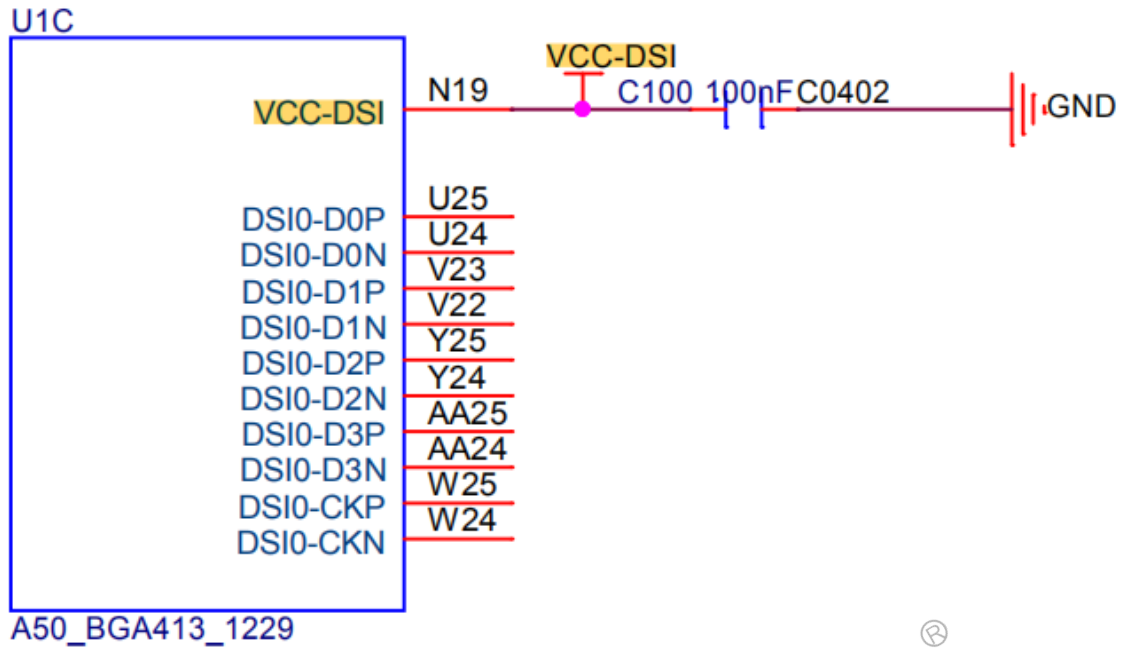 U1C
VCC-DSI
VCC-DSI N19 C100 100nF C0402 GND
DSI0-D0P U25
DSI0-D0N U24
DSI0-D1P V23
DSI0-D1N V22
DSI0-D2P Y25
DSI0-D2N Y24
DSI0-D3P AA25
DSI0-D3N AA24
DSI0-CKP W25
DSI0-CKN W24
A50_BGA413_1229
®